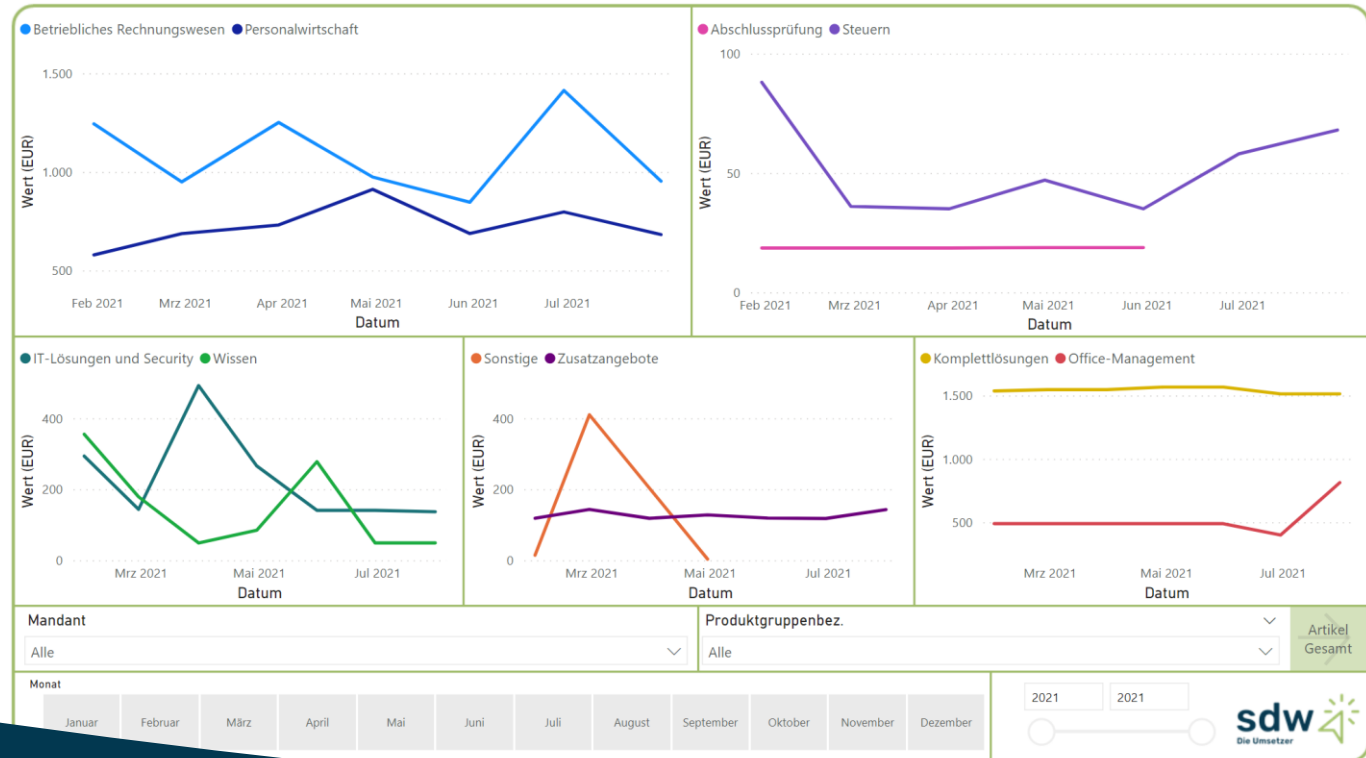 Betriebliches Rechnungswesen Personalwirtschaft
1.500
1.000
500
Wert (EUR)
Feb 2021 Mrz 2021 Apr 2021 Mai 2021 Jun 2021 Jul 2021
Datum
Abschlussprüfung Steuern
100
50
0
Wert (EUR)
Feb 2021 Mrz 2021 Apr 2021 Mai 2021 Jun 2021 Jul 2021
Datum
IT-Lösungen und Security Wissen
400
200
0
Wert (EUR)
Mrz 2021 Mai 2021 Jul 2021
Datum
Sonstige Zusatzangebote
400
200
0
Wert (EUR)
Mrz 2021 Mai 2021 Jul 2021
Datum
Komplettlösungen Office-Management
1.500
1.000
500
Wert (EUR)
Mrz 2021 Mai 2021 Jul 2021
Datum
Mandant
Alle
Produktgruppenbez.
Alle
Artikel
Gesamt
Monat
Januar Februar März April Mai Juni Juli August September Oktober November Dezember
2021 2021
sdw
Die Umsetzer